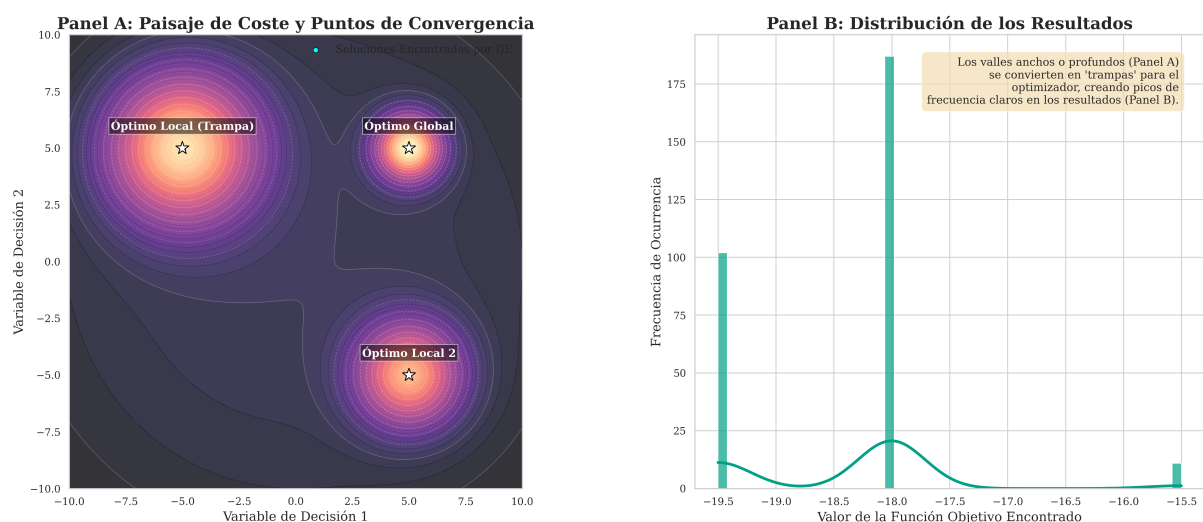 Panel A: Paisaje de Coste y Puntos de Convergencia
10.0
7.5
5.0
2.5
0.0
−2.5
−5.0
−7.5
−10.0
Variable de Decisión 2
Soluciones Encontradas por DE
Óptimo Local (Trampa)
Óptimo Global
Óptimo Local 2
−10.0 −7.5 −5.0 −2.5 0.0 2.5 5.0 7.5 10.0
Variable de Decisión 1
Panel B: Distribución de los Resultados
175
150
125
100
75
50
25
0
Frecuencia de Ocurrencia
Los valles anchos o profundos (Panel A)
se convierten en 'trampas' para el
optimizador, creando picos de
frecuencia claros en los resultados (Panel B).
−19.5 −19.0 −18.5 −18.0 −17.5 −17.0 −16.5 −16.0 −15.5
Valor de la Función Objetivo Encontrado